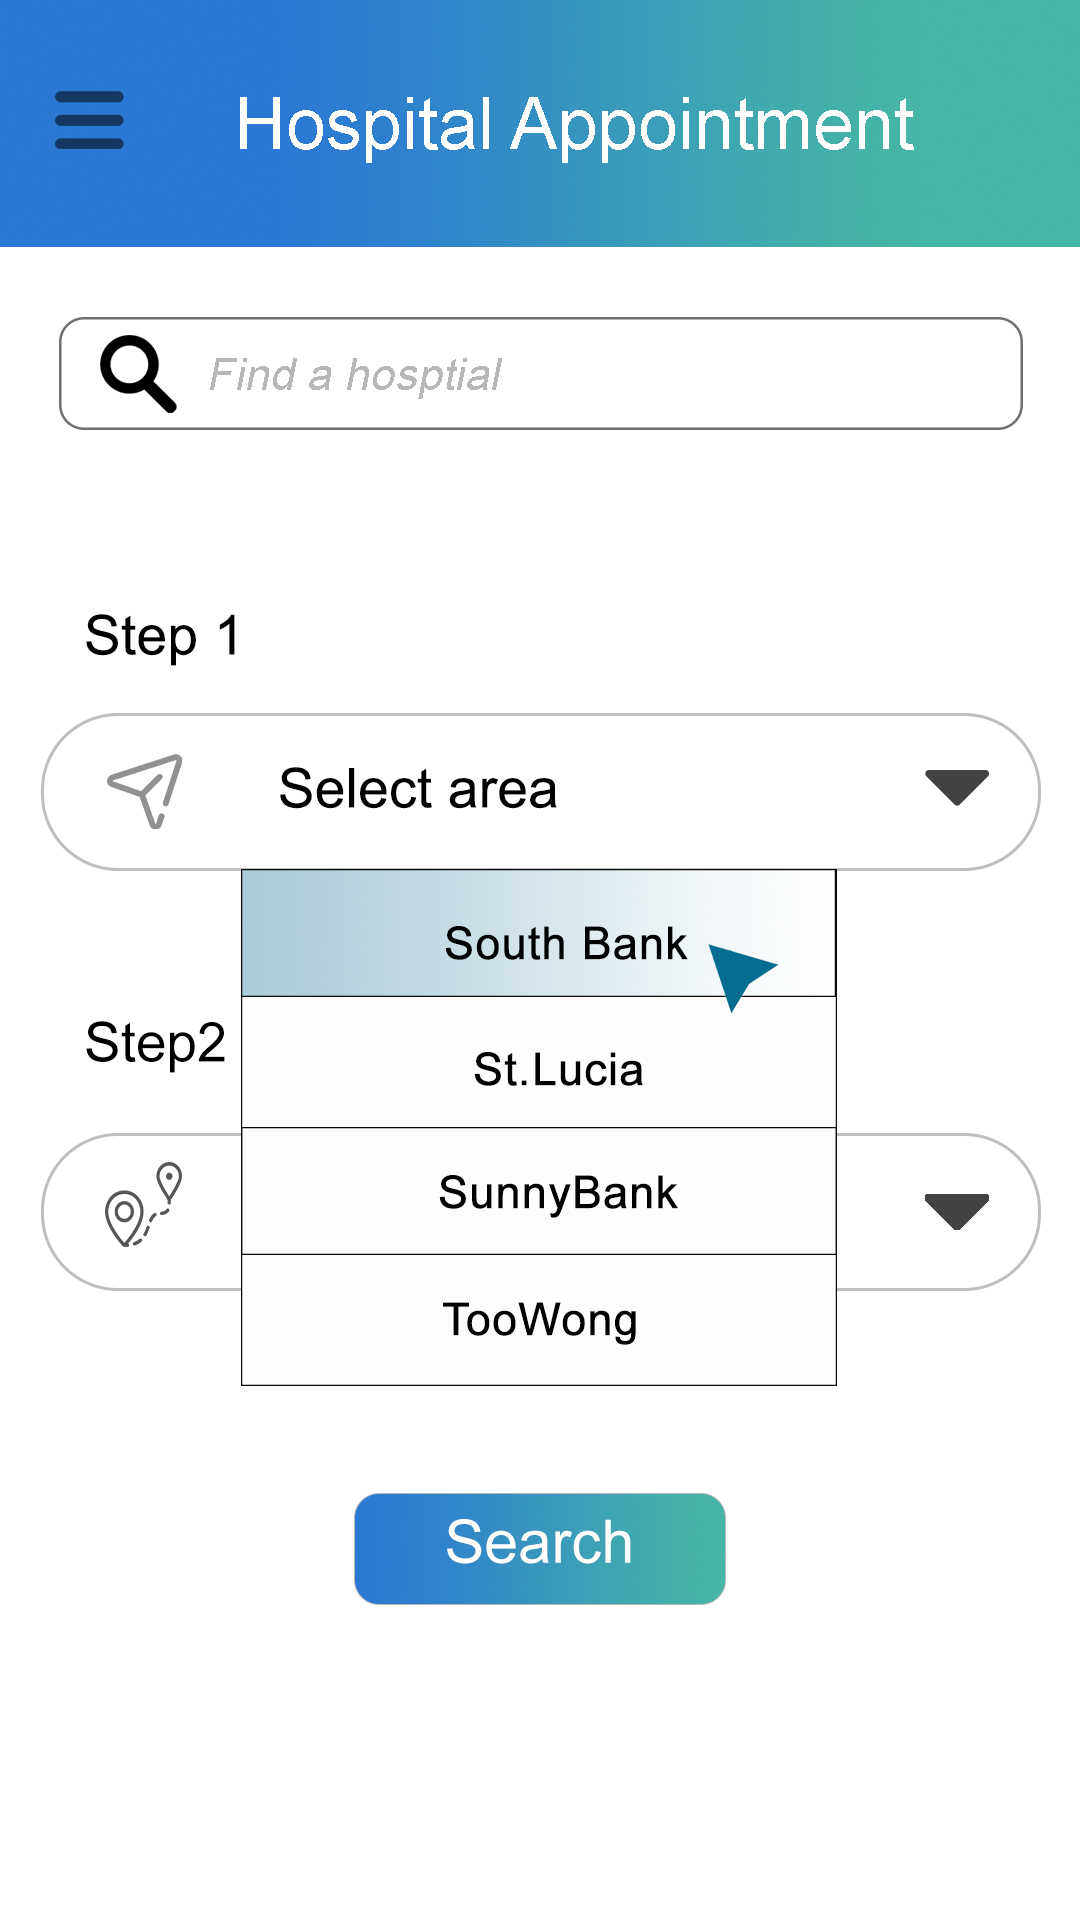 Hospital Appointment
Find a hosptial
Step 1
Select area
South Bank
Step2
St.Lucia
SunnyBank
TooWong
Search